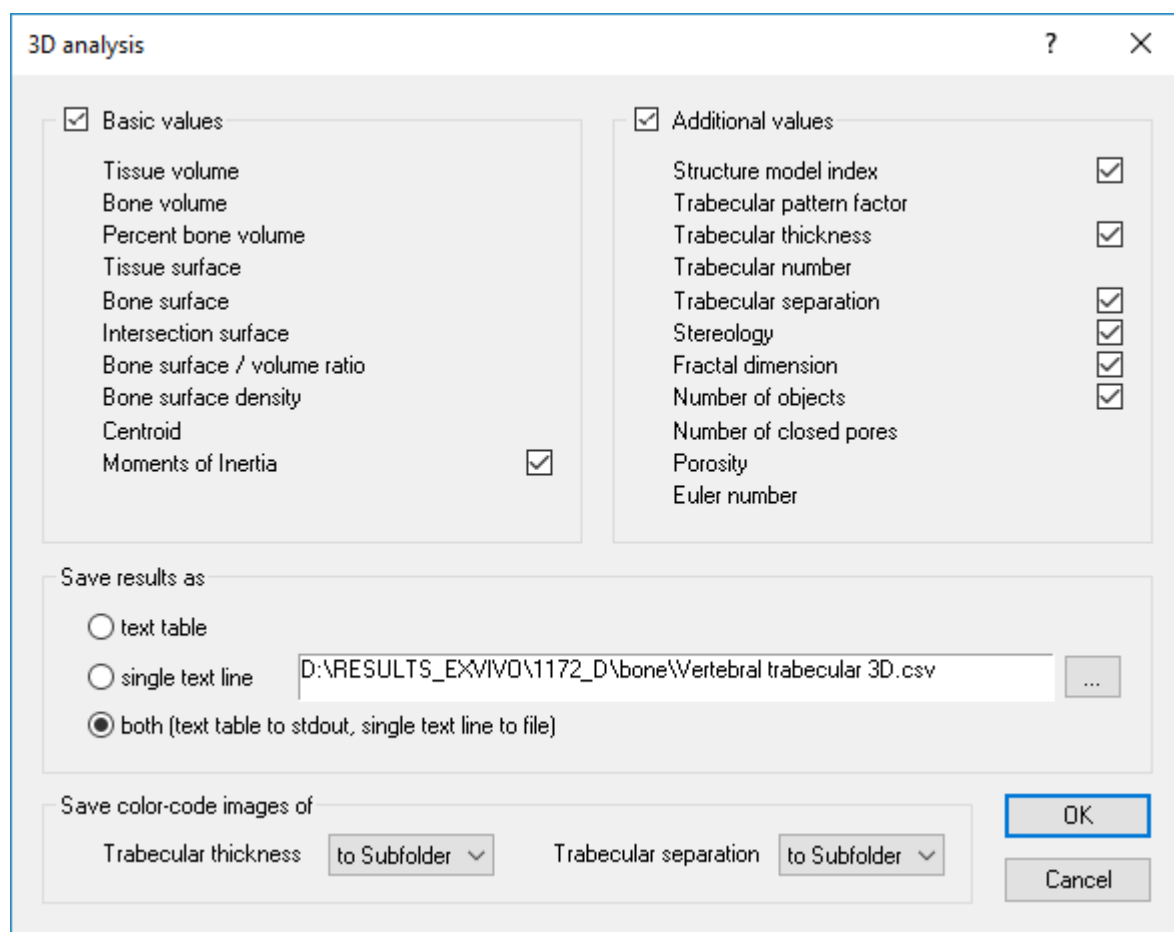 3D analysis
?
Basic values
Tissue volume
Bone volume
Percent bone volume
Tissue surface
Bone surface
Intersection surface
Bone surface / volume ratio
Bone surface density
Centroid
Moments of Inertia
Additional values
Structure model index
Trabecular pattern factor
Trabecular thickness
Trabecular number
Trabecular separation
Stereology
Fractal dimension
Number of objects
Number of closed pores
Porosity
Euler number
Save results as
text table
single text line
D:\RESULTS_EXVIVO\1172_D\bone\Vertebral trabecular 3D.csv
...
both (text table to stdout, single text line to file)
Save color-code images of
Trabecular thickness
to Subfolder
Trabecular separation
to Subfolder
OK
Cancel